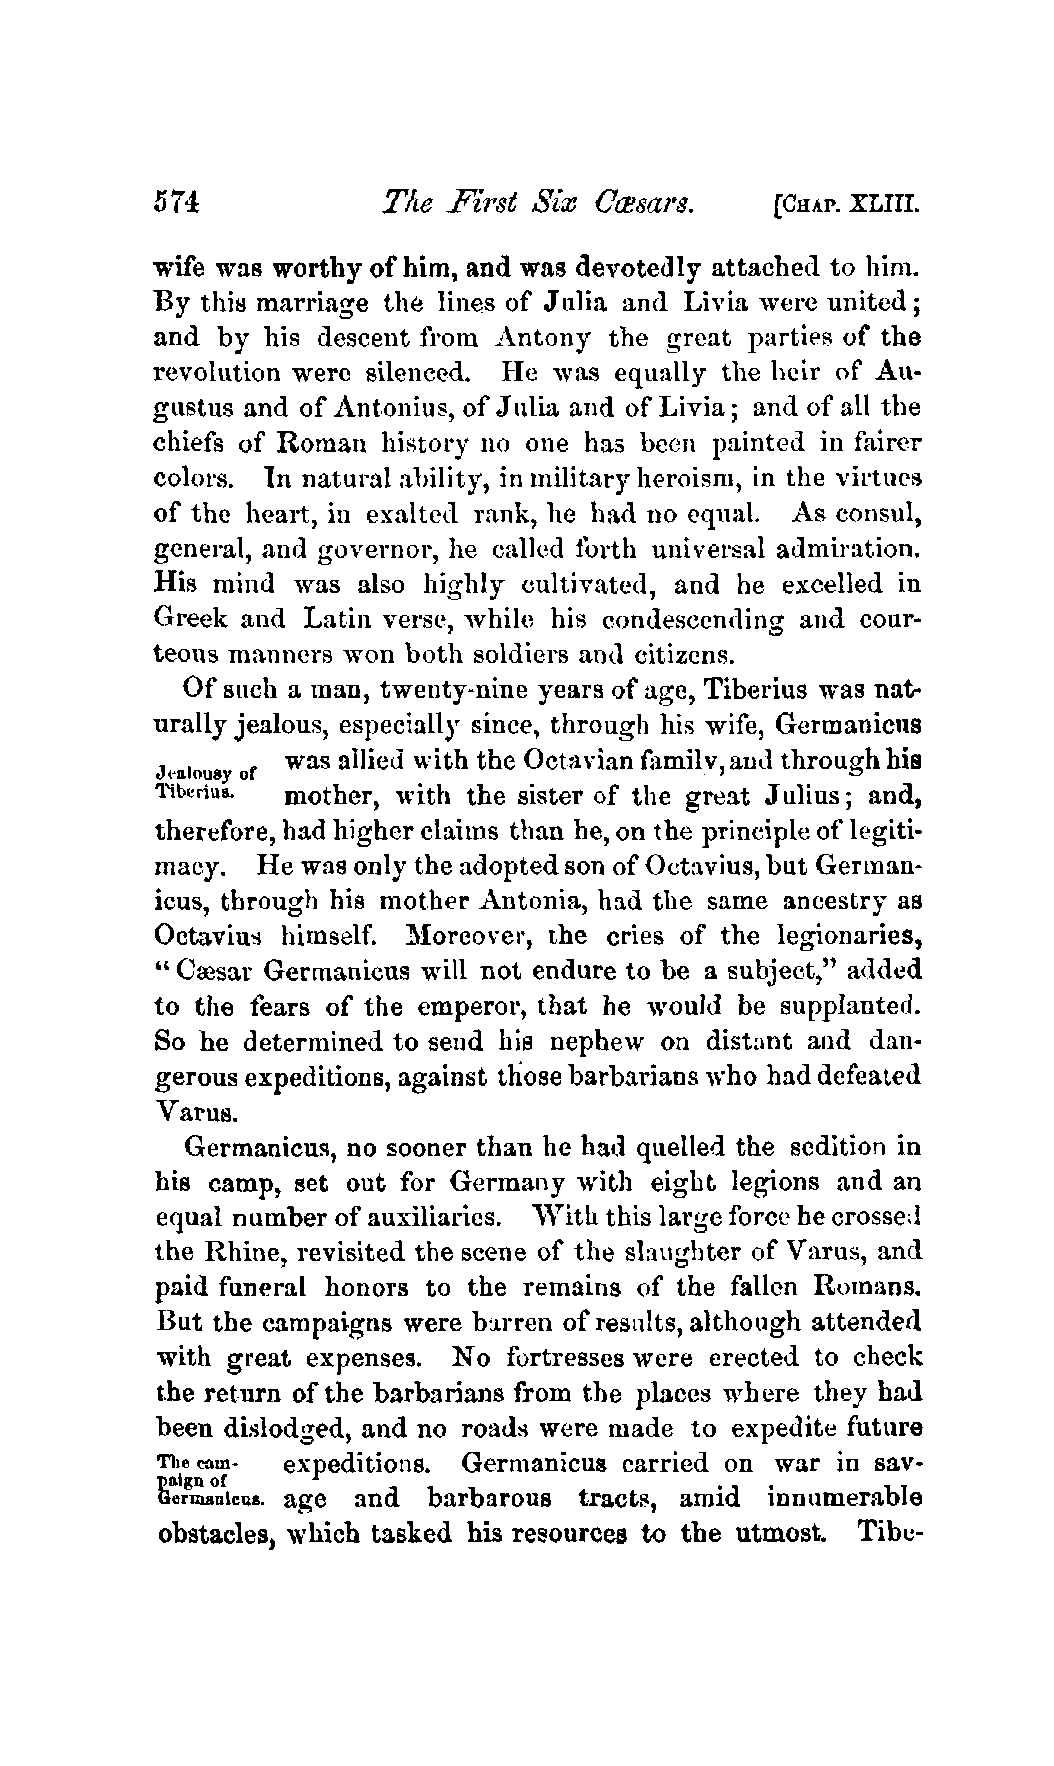 574 The First Six Cæsars. [CHAP. XLIII.
wife was worthy of him, and was devotedly attached to him.
By this marriage the lines of Julia and Livia were united;
and by his descent from Antony the great parties of the
revolution were silenced. He was equally the heir of Au-
gustus and of Antonius, of Julia and of Livia; and of all the
chiefs of Roman history no one has been painted in fairer
colors. In natural ability, in military heroism, in the virtues
of the heart, in exalted rank, he had no equal. As consul,
general, and governor, he called forth universal admiration.
His mind was also highly cultivated, and he excelled in
Greek and Latin verse, while his condescending and cour-
teous manners won both soldiers and citizens.
Of such a man, twenty-nine years of age, Tiberius was nat-
urally jealous, especially since, through his wife, Germanicus
Jealousy of
Tiberius.
was allied with the Octavian family, and through his
mother, with the sister of the great Julius; and,
therefore, had higher claims than he, on the principle of legiti-
macy. He was only the adopted son of Octavius, but German-
icus, through his mother Antonia, had the same ancestry as
Octavius himself. Moreover, the cries of the legionaries,
“Cæsar Germanicus will not endure to be a subject,” added
to the fears of the emperor, that he would be supplanted.
So he determined to send his nephew on distant and dan-
gerous expeditions, against those barbarians who had defeated
Varus.
Germanicus, no sooner than he had quelled the sedition in
his camp, set out for Germany with eight legions and an
equal number of auxiliaries. With this large force he crossed
the Rhine, revisited the scene of the slaughter of Varus, and
paid funeral honors to the remains of the fallen Romans.
But the campaigns were barren of results, although attended
with great expenses. No fortresses were erected to check
the return of the barbarians from the places where they had
been dislodged, and no roads were made to expedite future
The cam-
paign of
Germanicus.
expeditions. Germanicus carried on war in sav-
age and barbarous tracts, amid innumerable
obstacles, which tasked his resources to the utmost. Tibe-